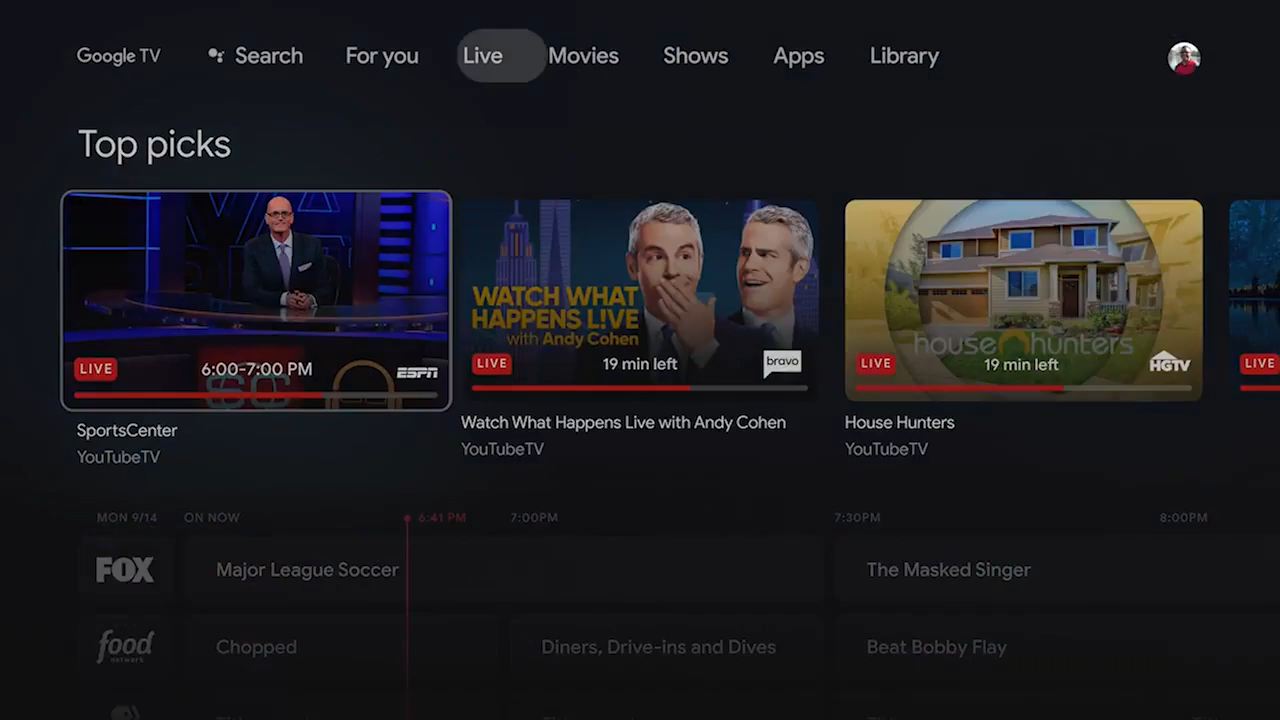 Google TV
Search
For you
Live
Movies
Shows
Apps
Library
Top picks
LIVE
6:00-7:00 PM
ESPN
SC
SportsCenter
YouTubeTV
WATCH WHAT
HAPPENS L!VE
with Andy Cohen
LIVE
19 min left
bravo
Watch What Happens Live with Andy Cohen
YouTubeTV
house hunters
LIVE
19 min left
HGTV
House Hunters
YouTubeTV
LIVE
MON 9/14
ON NOW
6:41 PM
7:00PM
7:30PM
8:00PM
FOX
Major League Soccer
The Masked Singer
food
network
Chopped
Diners, Drive-ins and Dives
Beat Bobby Flay